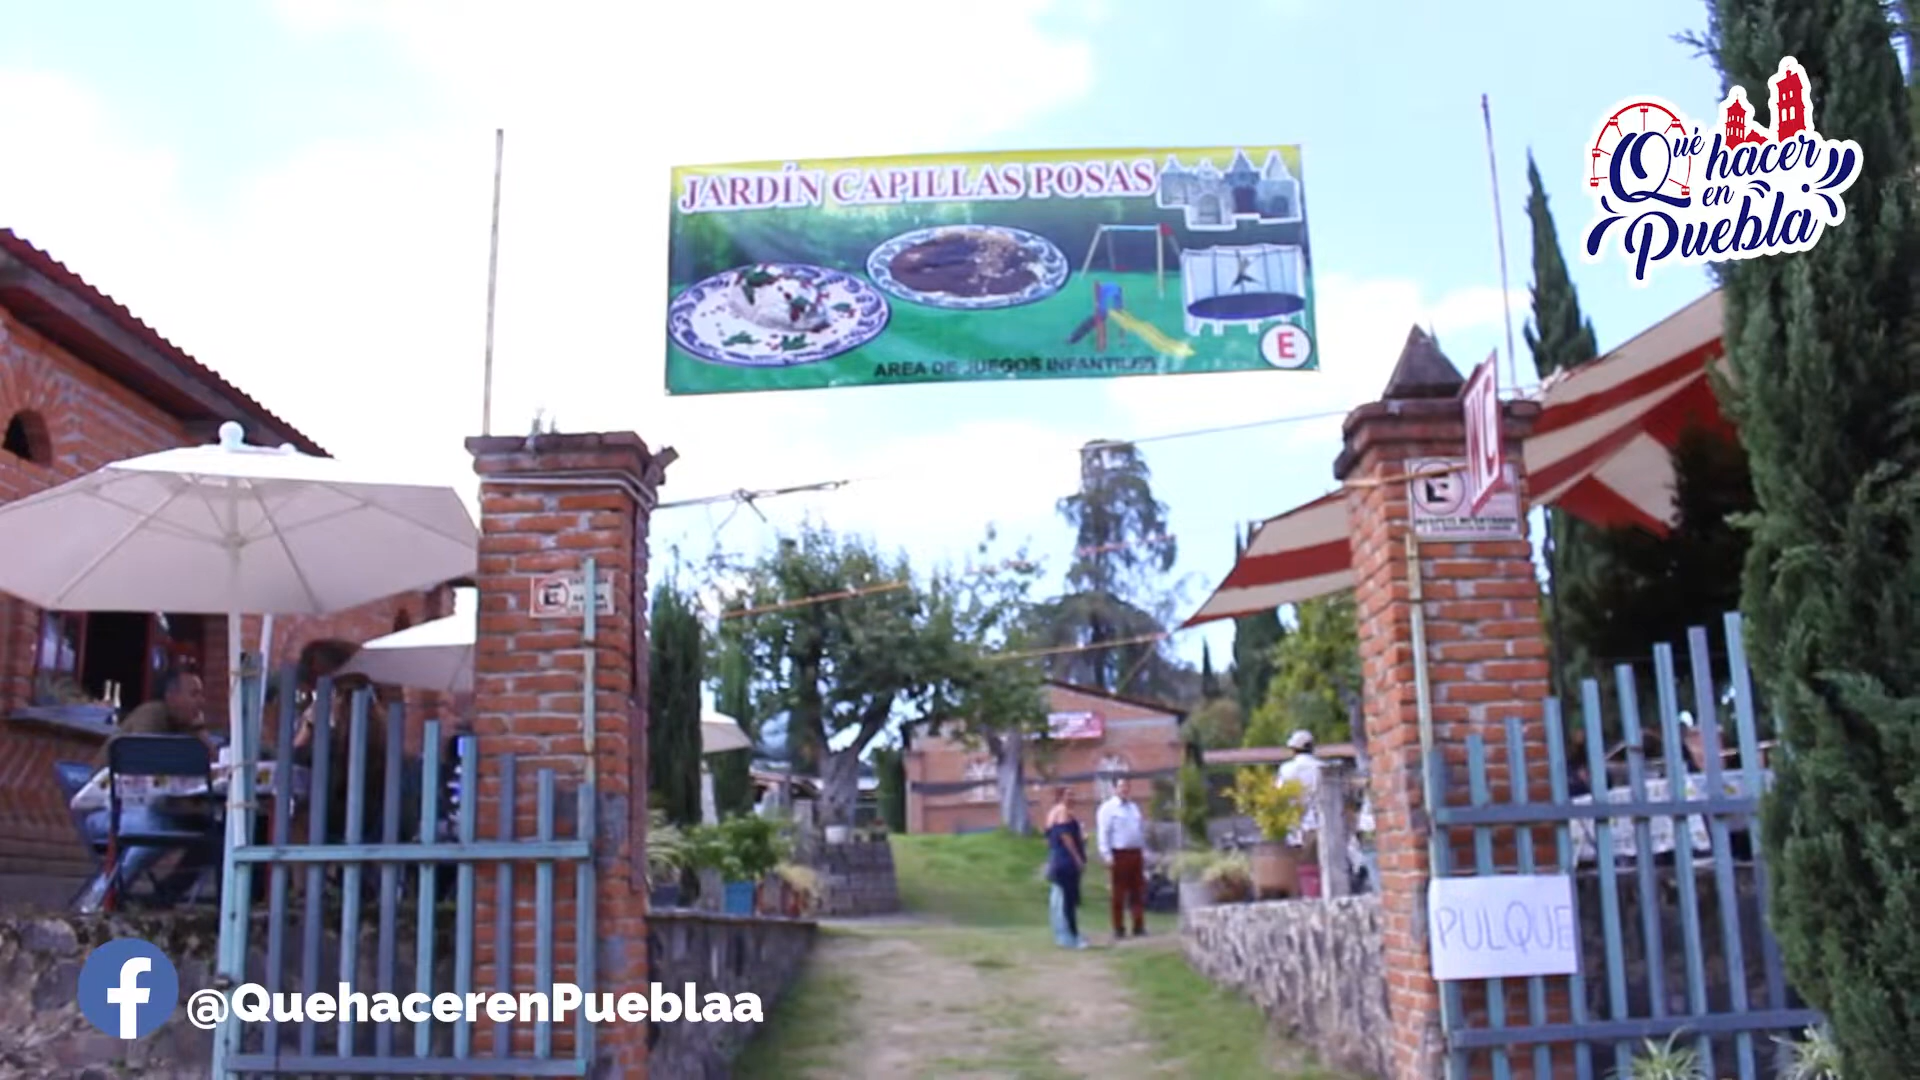 Qué hacer
en
Puebla
JARDÍN CAPILLAS POSAS
AREA DE JUEGOS INFANTILES
E
E
E
PULQUE
@QuehacerenPueblaa